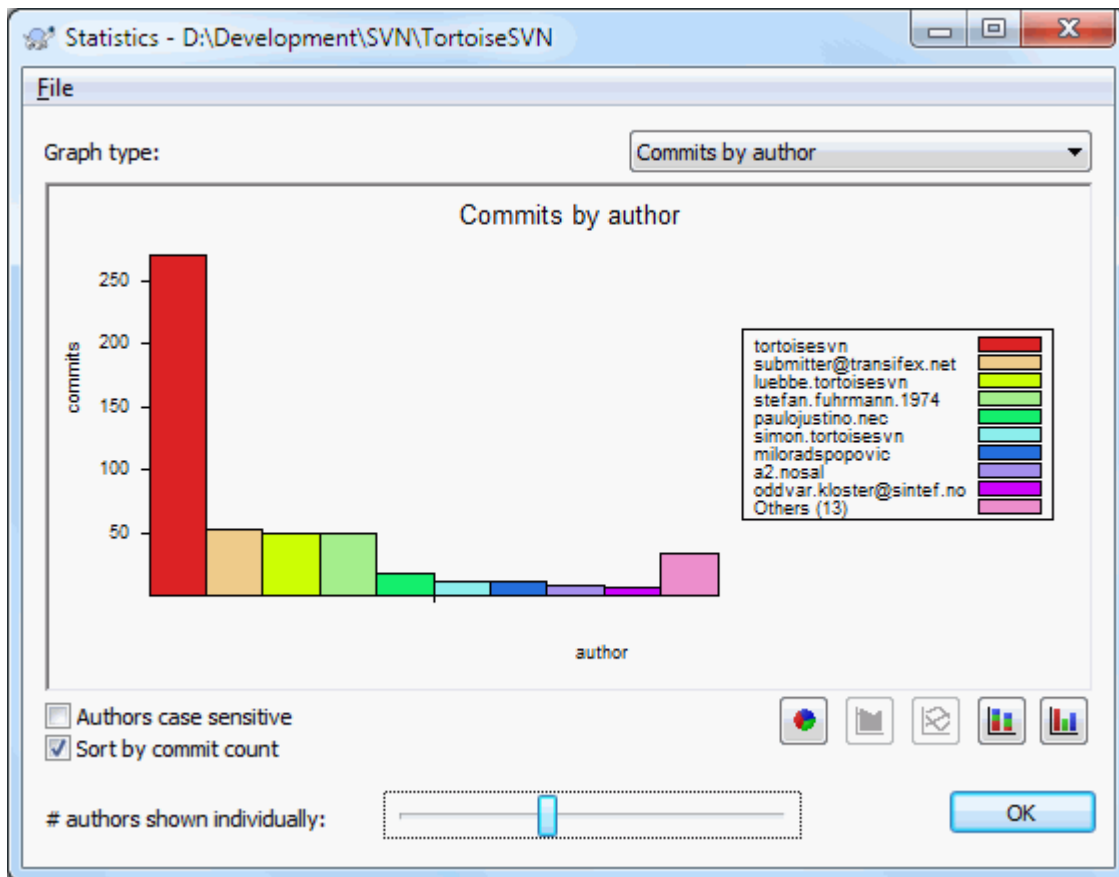 Statistics - D:\Development\SVN\TortoiseSVN
File
Graph type:
Commits by author
Commits by author
250
200
150
100
50
commits
author
tortoisesvn
submitter@transifex.net
luebbe.tortoisesvn
stefan.fuhrmann.1974
paulojustino.nec
simon.tortoisesvn
miloradspopovic
a2.nosal
oddvar.kloster@sintef.no
Others (13)
Authors case sensitive
Sort by commit count
# authors shown individually:
OK